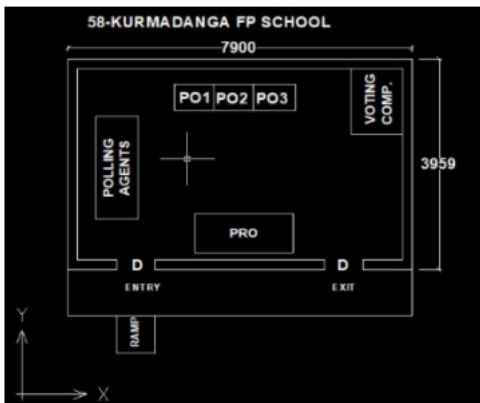 58-KURMADANGA FP SCHOOL
7900
PO1 PO2 PO3
VOTING COMP.
POLLING AGENTS
3959
PRO
D D
ENTRY EXIT
RAMP
Y
X